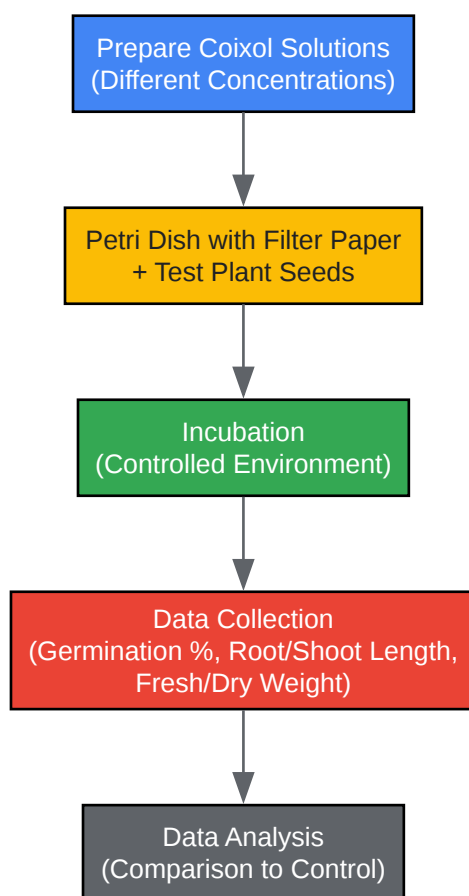 Prepare Coixol Solutions
(Different Concentrations)
Petri Dish with Filter Paper
+ Test Plant Seeds
Incubation
(Controlled Environment)
Data Collection
(Germination %, Root/Shoot Length,
Fresh/Dry Weight)
Data Analysis
(Comparison to Control)